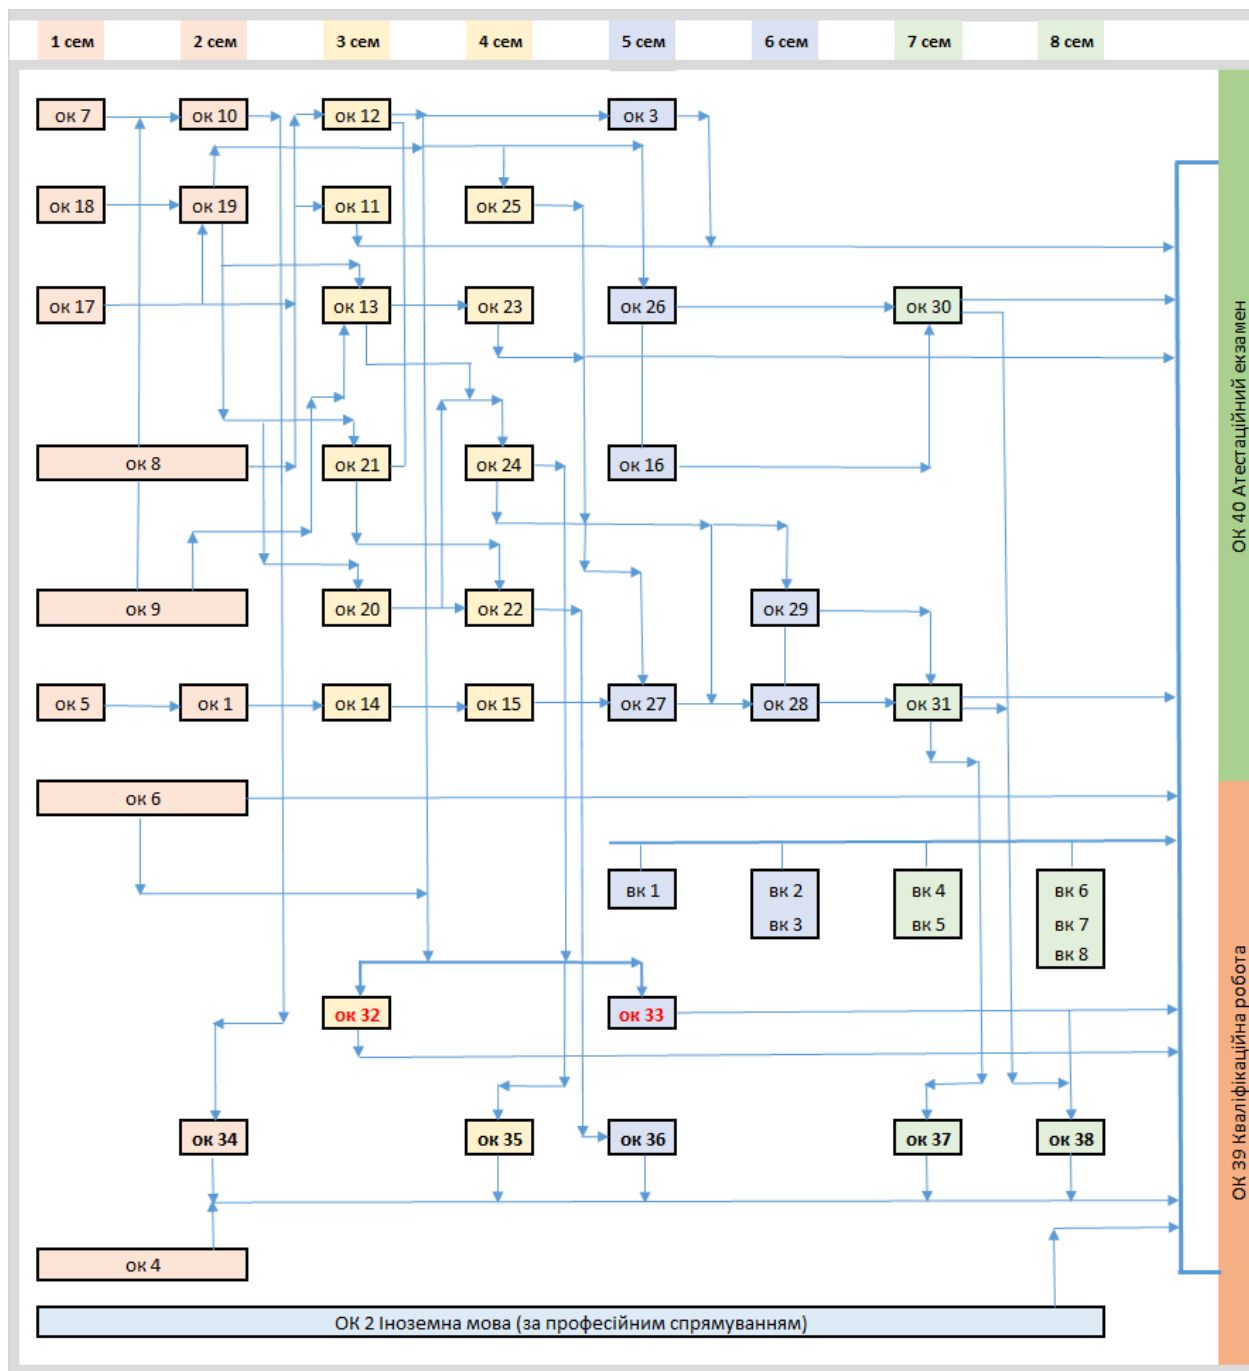 1 сем 2 сем 3 сем 4 сем 5 сем 6 сем 7 сем 8 сем
ок 7 ок 10 ок 12 ок 3
ок 18 ок 19 ок 11 ок 25
ок 17 ок 13 ок 23 ок 26 ок 30
ок 8 ок 21 ок 24 ок 16
ок 9 ок 20 ок 22 ок 29
ок 5 ок 1 ок 14 ок 15 ок 27 ок 28 ок 31
ок 6
вк 1 вк 2 вк 4 вк 6
вк 3 вк 5 вк 7
вк 8
ок 32 ок 33
ок 34 ок 35 ок 36 ок 37 ок 38
ок 4
ОК 2 Іноземна мова (за професійним спрямуванням)
ОК 40 Атестаційний екзамен
ОК 39 Кваліфікаційна робота